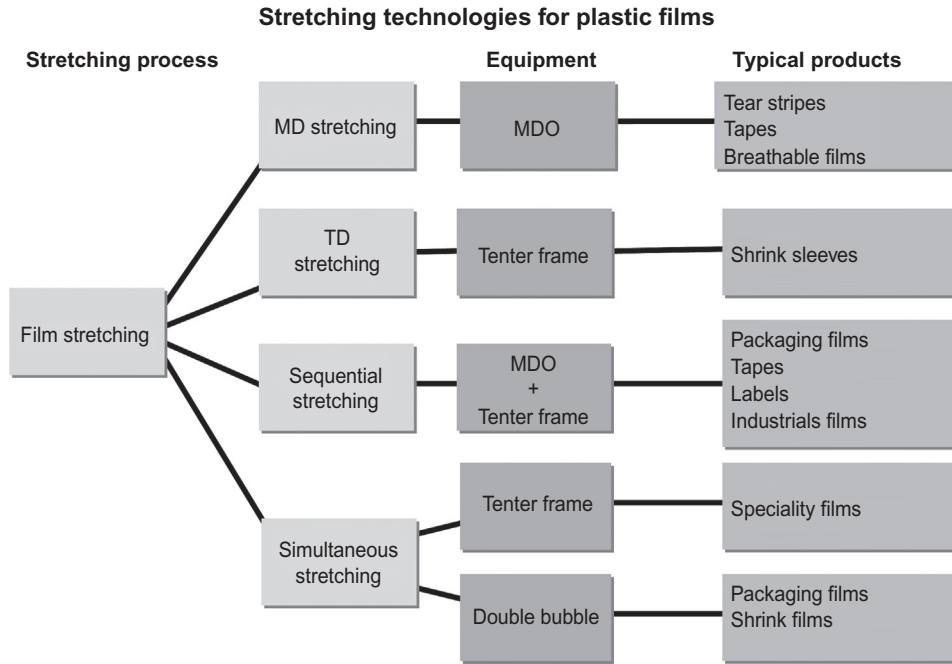 Stretching technologies for plastic films
Stretching process
Equipment
Typical products
Film stretching
MD stretching
MDO
Tear stripes
Tapes
Breathable films
TD
stretching
Tenter frame
Shrink sleeves
Sequential
stretching
MDO
+
Tenter frame
Packaging films
Tapes
Labels
Industrials films
Simultaneous
stretching
Tenter frame
Speciality films
Double bubble
Packaging films
Shrink films